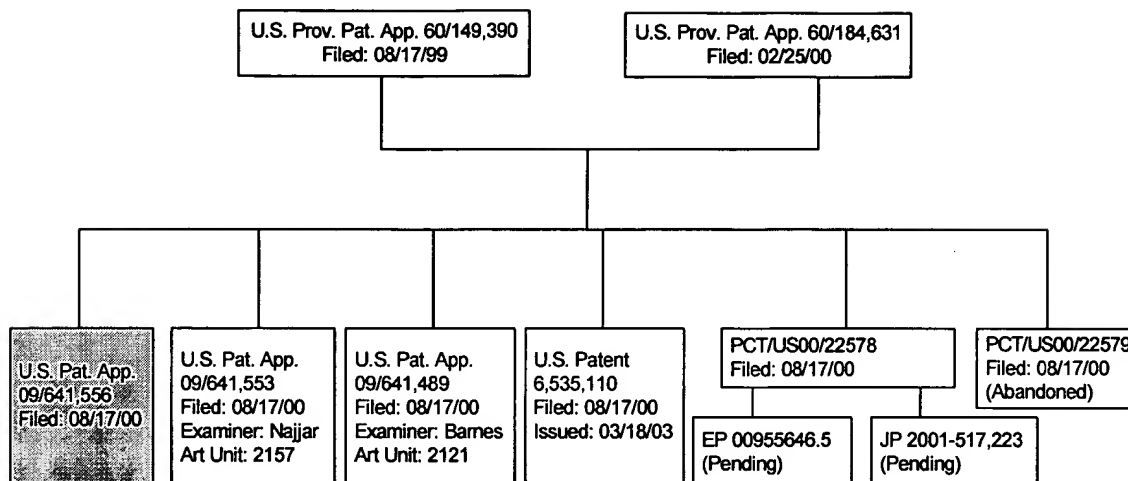 U.S. Prov. Pat. App. 60/149,390
Filed: 08/17/99
U.S. Prov. Pat. App. 60/184,631
Filed: 02/25/00
U.S. Pat. App.
09/641,556
Filed: 08/17/00
U.S. Pat. App.
09/641,553
Filed: 08/17/00
Examiner: Najjar
Art Unit: 2157
U.S. Pat. App.
09/641,489
Filed: 08/17/00
Examiner: Barnes
Art Unit: 2121
U.S. Patent
6,535,110
Filed: 08/17/00
Issued: 03/18/03
PCT/US00/22578
Filed: 08/17/00
EP 00955646.5
(Pending)
JP 2001-517,223
(Pending)
PCT/US00/22579
Filed: 08/17/00
(Abandoned)